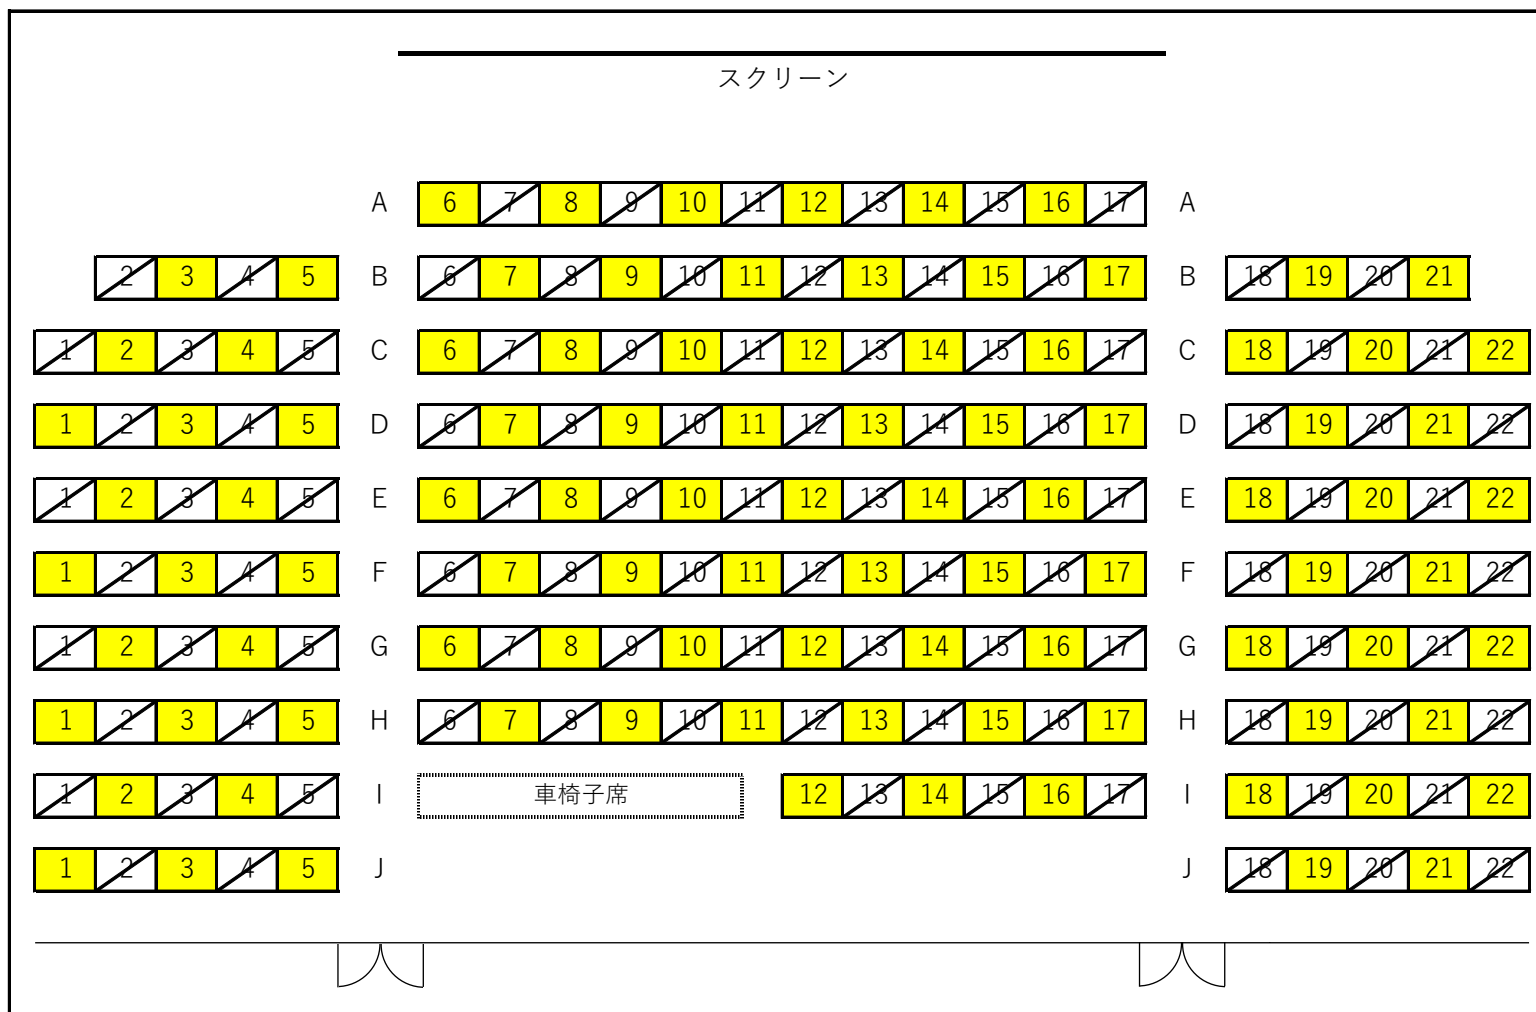 スクリーン
A 6 7 8 9 10 11 12 13 14 15 16 17 A
2 3 4 5 B 6 7 8 9 10 11 12 13 14 15 16 17 B 18 19 20 21
1 2 3 4 5 C 6 7 8 9 10 11 12 13 14 15 16 17 C 18 19 20 21 22
1 2 3 4 5 D 6 7 8 9 10 11 12 13 14 15 16 17 D 18 19 20 21 22
1 2 3 4 5 E 6 7 8 9 10 11 12 13 14 15 16 17 E 18 19 20 21 22
1 2 3 4 5 F 6 7 8 9 10 11 12 13 14 15 16 17 F 18 19 20 21 22
1 2 3 4 5 G 6 7 8 9 10 11 12 13 14 15 16 17 G 18 19 20 21 22
1 2 3 4 5 H 6 7 8 9 10 11 12 13 14 15 16 17 H 18 19 20 21 22
1 2 3 4 5 I 車椅子席 12 13 14 15 16 17 I 18 19 20 21 22
1 2 3 4 5 J J 18 19 20 21 22